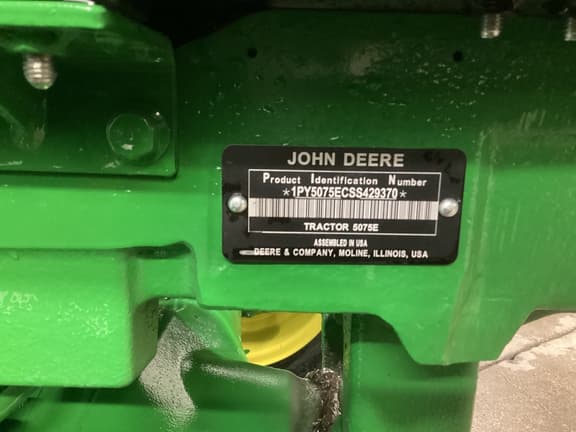 JOHN DEERE
Product Identification Number
*1PY5075ECSS429370*
TRACTOR 5075E
ASSEMBLED IN USA
DEERE & COMPANY, MOLINE, ILLINOIS, USA